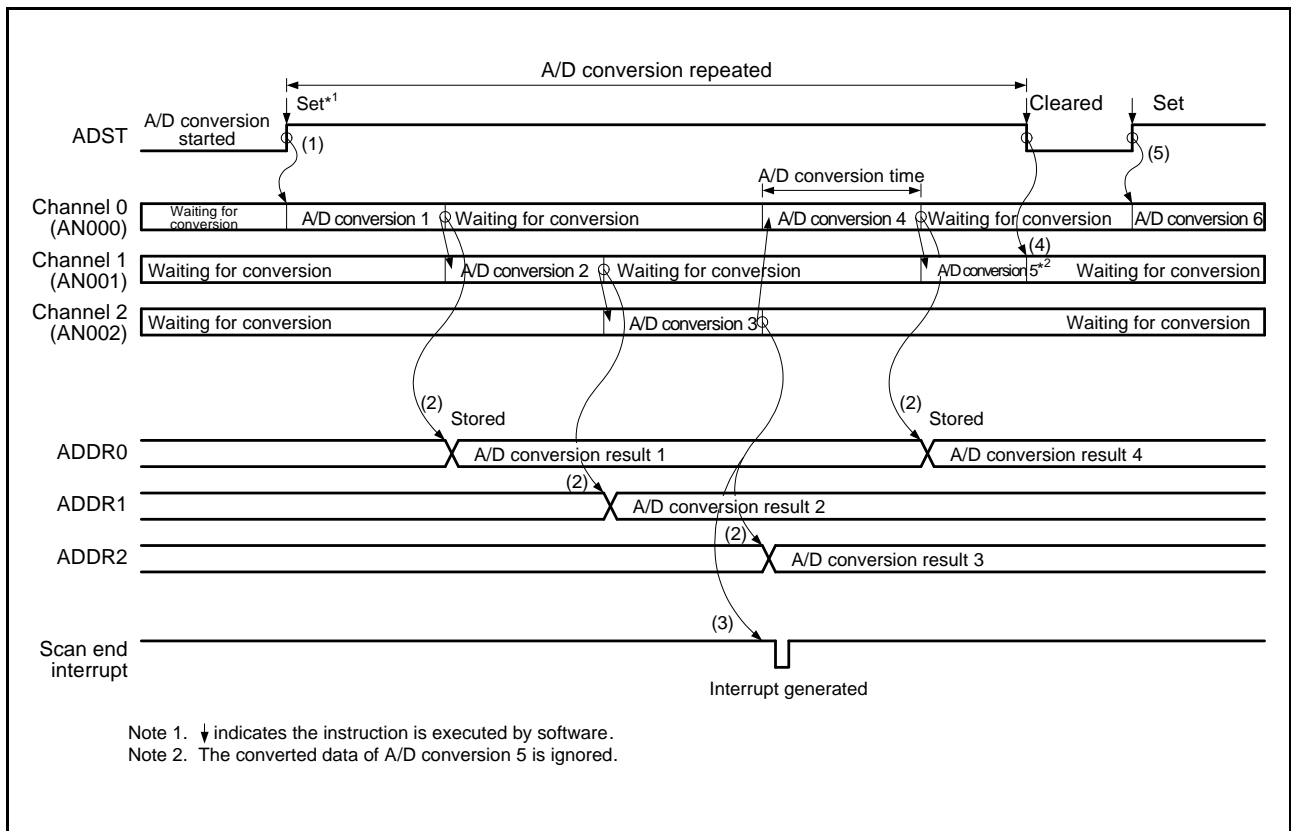 A/D conversion repeated
Set*1
Cleared
Set
A/D conversion
started
ADST
(1)
(5)
A/D conversion time
Channel 0
(AN000)
Waiting for
conversion
A/D conversion 1
Waiting for conversion
A/D conversion 4
Waiting for conversion
A/D conversion 6
(4)
Channel 1
(AN001)
Waiting for conversion
A/D conversion 2
Waiting for conversion
A/D conversion 5*2
Waiting for conversion
Channel 2
(AN002)
Waiting for conversion
A/D conversion 3
Waiting for conversion
(2)
Stored
(2)
Stored
ADDR0
A/D conversion result 1
A/D conversion result 4
ADDR1
(2)
A/D conversion result 2
ADDR2
(2)
A/D conversion result 3
(3)
Scan end
interrupt
Interrupt generated
Note 1. ↓ indicates the instruction is executed by software.
Note 2. The converted data of A/D conversion 5 is ignored.